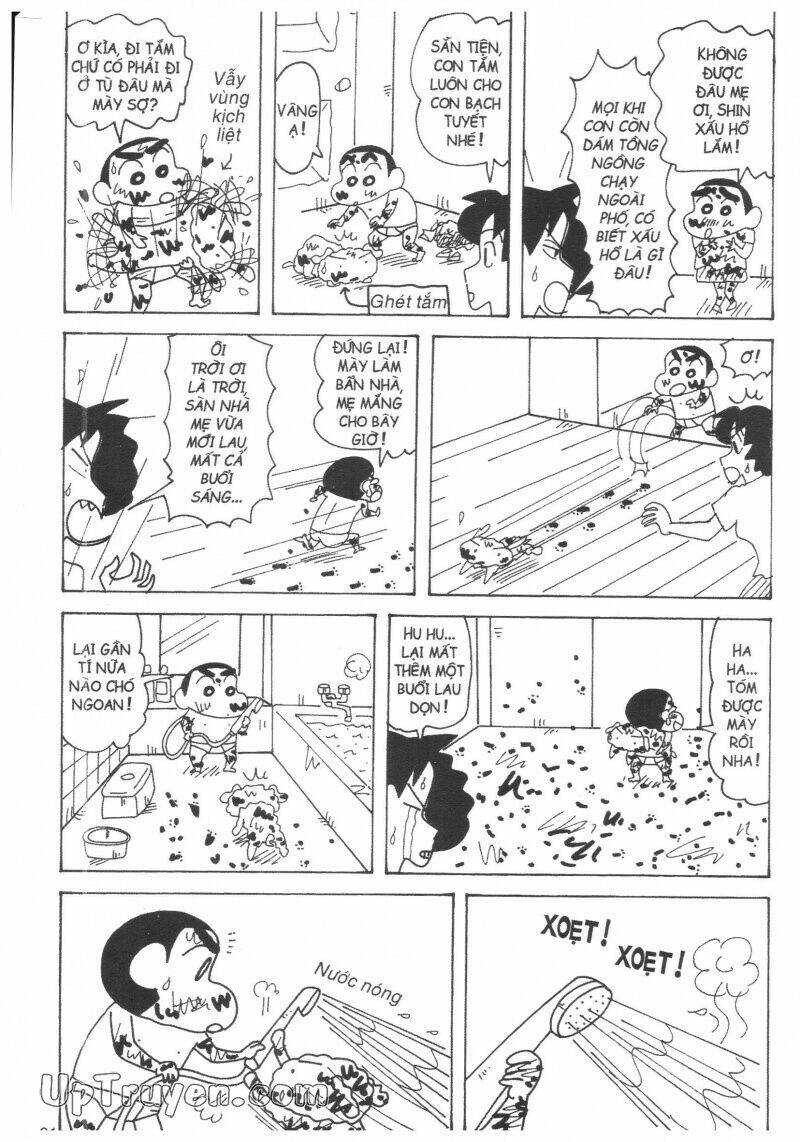 KHÔNG
ĐƯỢC
ĐÂU MẸ
ƠI, SHIN
XẤU HỔ
LẮM!
MỌI KHI
CON CÒN
DÁM TỒNG
NGỒNG
CHẠY
NGOÀI
PHỐ, CÓ
BIẾT XẤU
HỔ LÀ GÌ
ĐÂU!
SẴN TIỆN,
CON TẮM
LUÔN CHO
CON BẠCH
TUYẾT
NHÉ!
VÂNG
Ạ!
Ghét tắm
Ơ KÌA, ĐI TẮM
CHỨ CÓ PHẢI ĐI
Ở TÙ ĐÂU MÀ
MÀY SỢ?
Vẫy
vùng
kịch
liệt
Ơ!
ĐỨNG LẠI!
MÀY LÀM
BẨN NHÀ,
MẸ MẮNG
CHO BÂY
GIỜ!
ÔI
TRỜI ƠI
LÀ TRỜI,
SÀN NHÀ
MẸ VỪA
MỚI LAU,
MẤT CẢ
BUỔI
SÁNG...
HA
HA...
TÓM
ĐƯỢC
MÀY
RỒI
NHA!
HU HU...
LẠI MẤT
THÊM MỘT
BUỔI LAU
DỌN!
LẠI GẦN
TÍ NỮA
NÀO CHÓ
NGOAN!
XOẸT!
XOẸT!
Nước nóng
UpTruyen.com